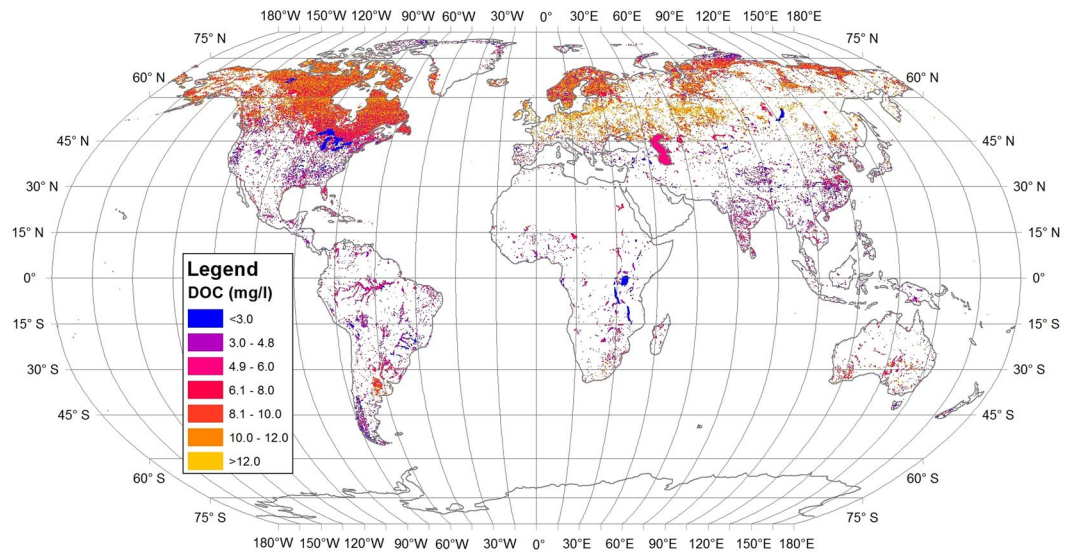 180°W 150°W 120°W 90°W 60°W 30°W 0° 30°E 60°E 90°E 120°E 150°E 180°E
75° N 75° N
60° N 60° N
45° N 45° N
30° N 30° N
15° N 15° N
Legend
DOC (mg/l)
0° 0°
<3.0
15° S 15° S
3.0 - 4.8
4.9 - 6.0
30° S 30° S
6.1 - 8.0
8.1 - 10.0
45° S 45° S
10.0 - 12.0
>12.0
60° S 60° S
75° S 75° S
180°W 150°W 120°W 90°W 60°W 30°W 0° 30°E 60°E 90°E 120°E 150°E 180°E